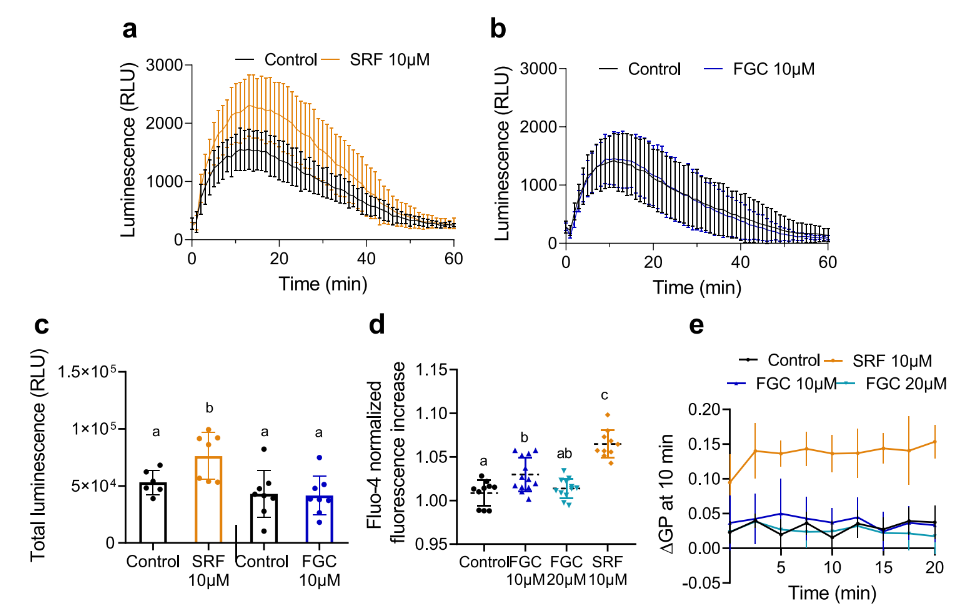 a
Control
SRF 10µM
Luminescence (RLU)
3000
2000
1000
0
0
20
40
60
Time (min)
b
Control
FGC 10µM
Luminescence (RLU)
3000
2000
1000
0
0
20
40
60
Time (min)
c
Total luminescence (RLU)
1.5×10⁵
1×10⁵
5×10⁴
0
a
b
a
a
Control
SRF
10µM
Control
FGC
10µM
d
Fluo-4 normalized
fluorescence increase
1.15
1.10
1.05
1.00
0.95
a
b
ab
c
Control
FGC
10µM
FGC
20µM
SRF
10µM
e
Control
SRF 10µM
FGC 10µM
FGC 20µM
ΔGP at 10 min
0.20
0.15
0.10
0.05
0.00
-0.05
5
10
15
20
Time (min)